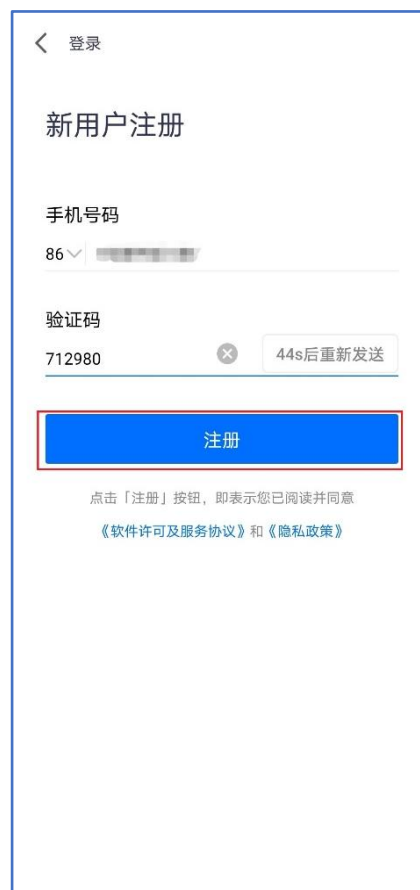 登录
新用户注册
手机号码
86
验证码
712980 44s后重新发送
注册
点击「注册」按钮，即表示您已阅读并同意
《软件许可及服务协议》和《隐私政策》